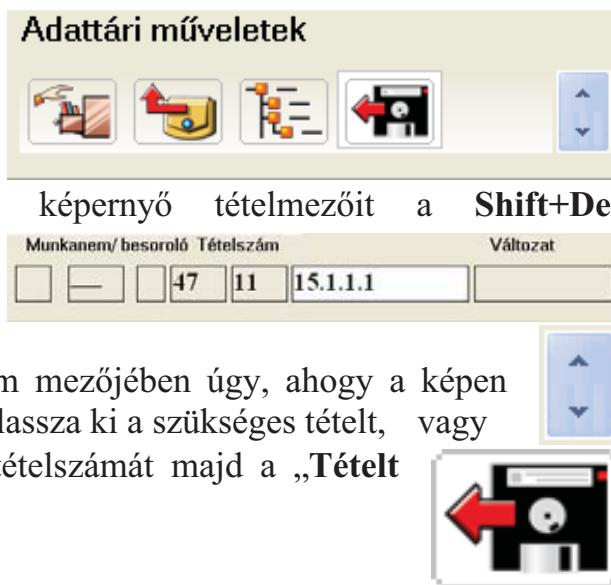 Adattári műveletek
képernyő tételmezőit a Shift+De
Munkanem/ besoroló Tételszám Változat
— 47 11 15.1.1.1
m mezőjében úgy, ahogy a képen
lassza ki a szükséges tételt, vagy
tételszámát majd a „Tételt